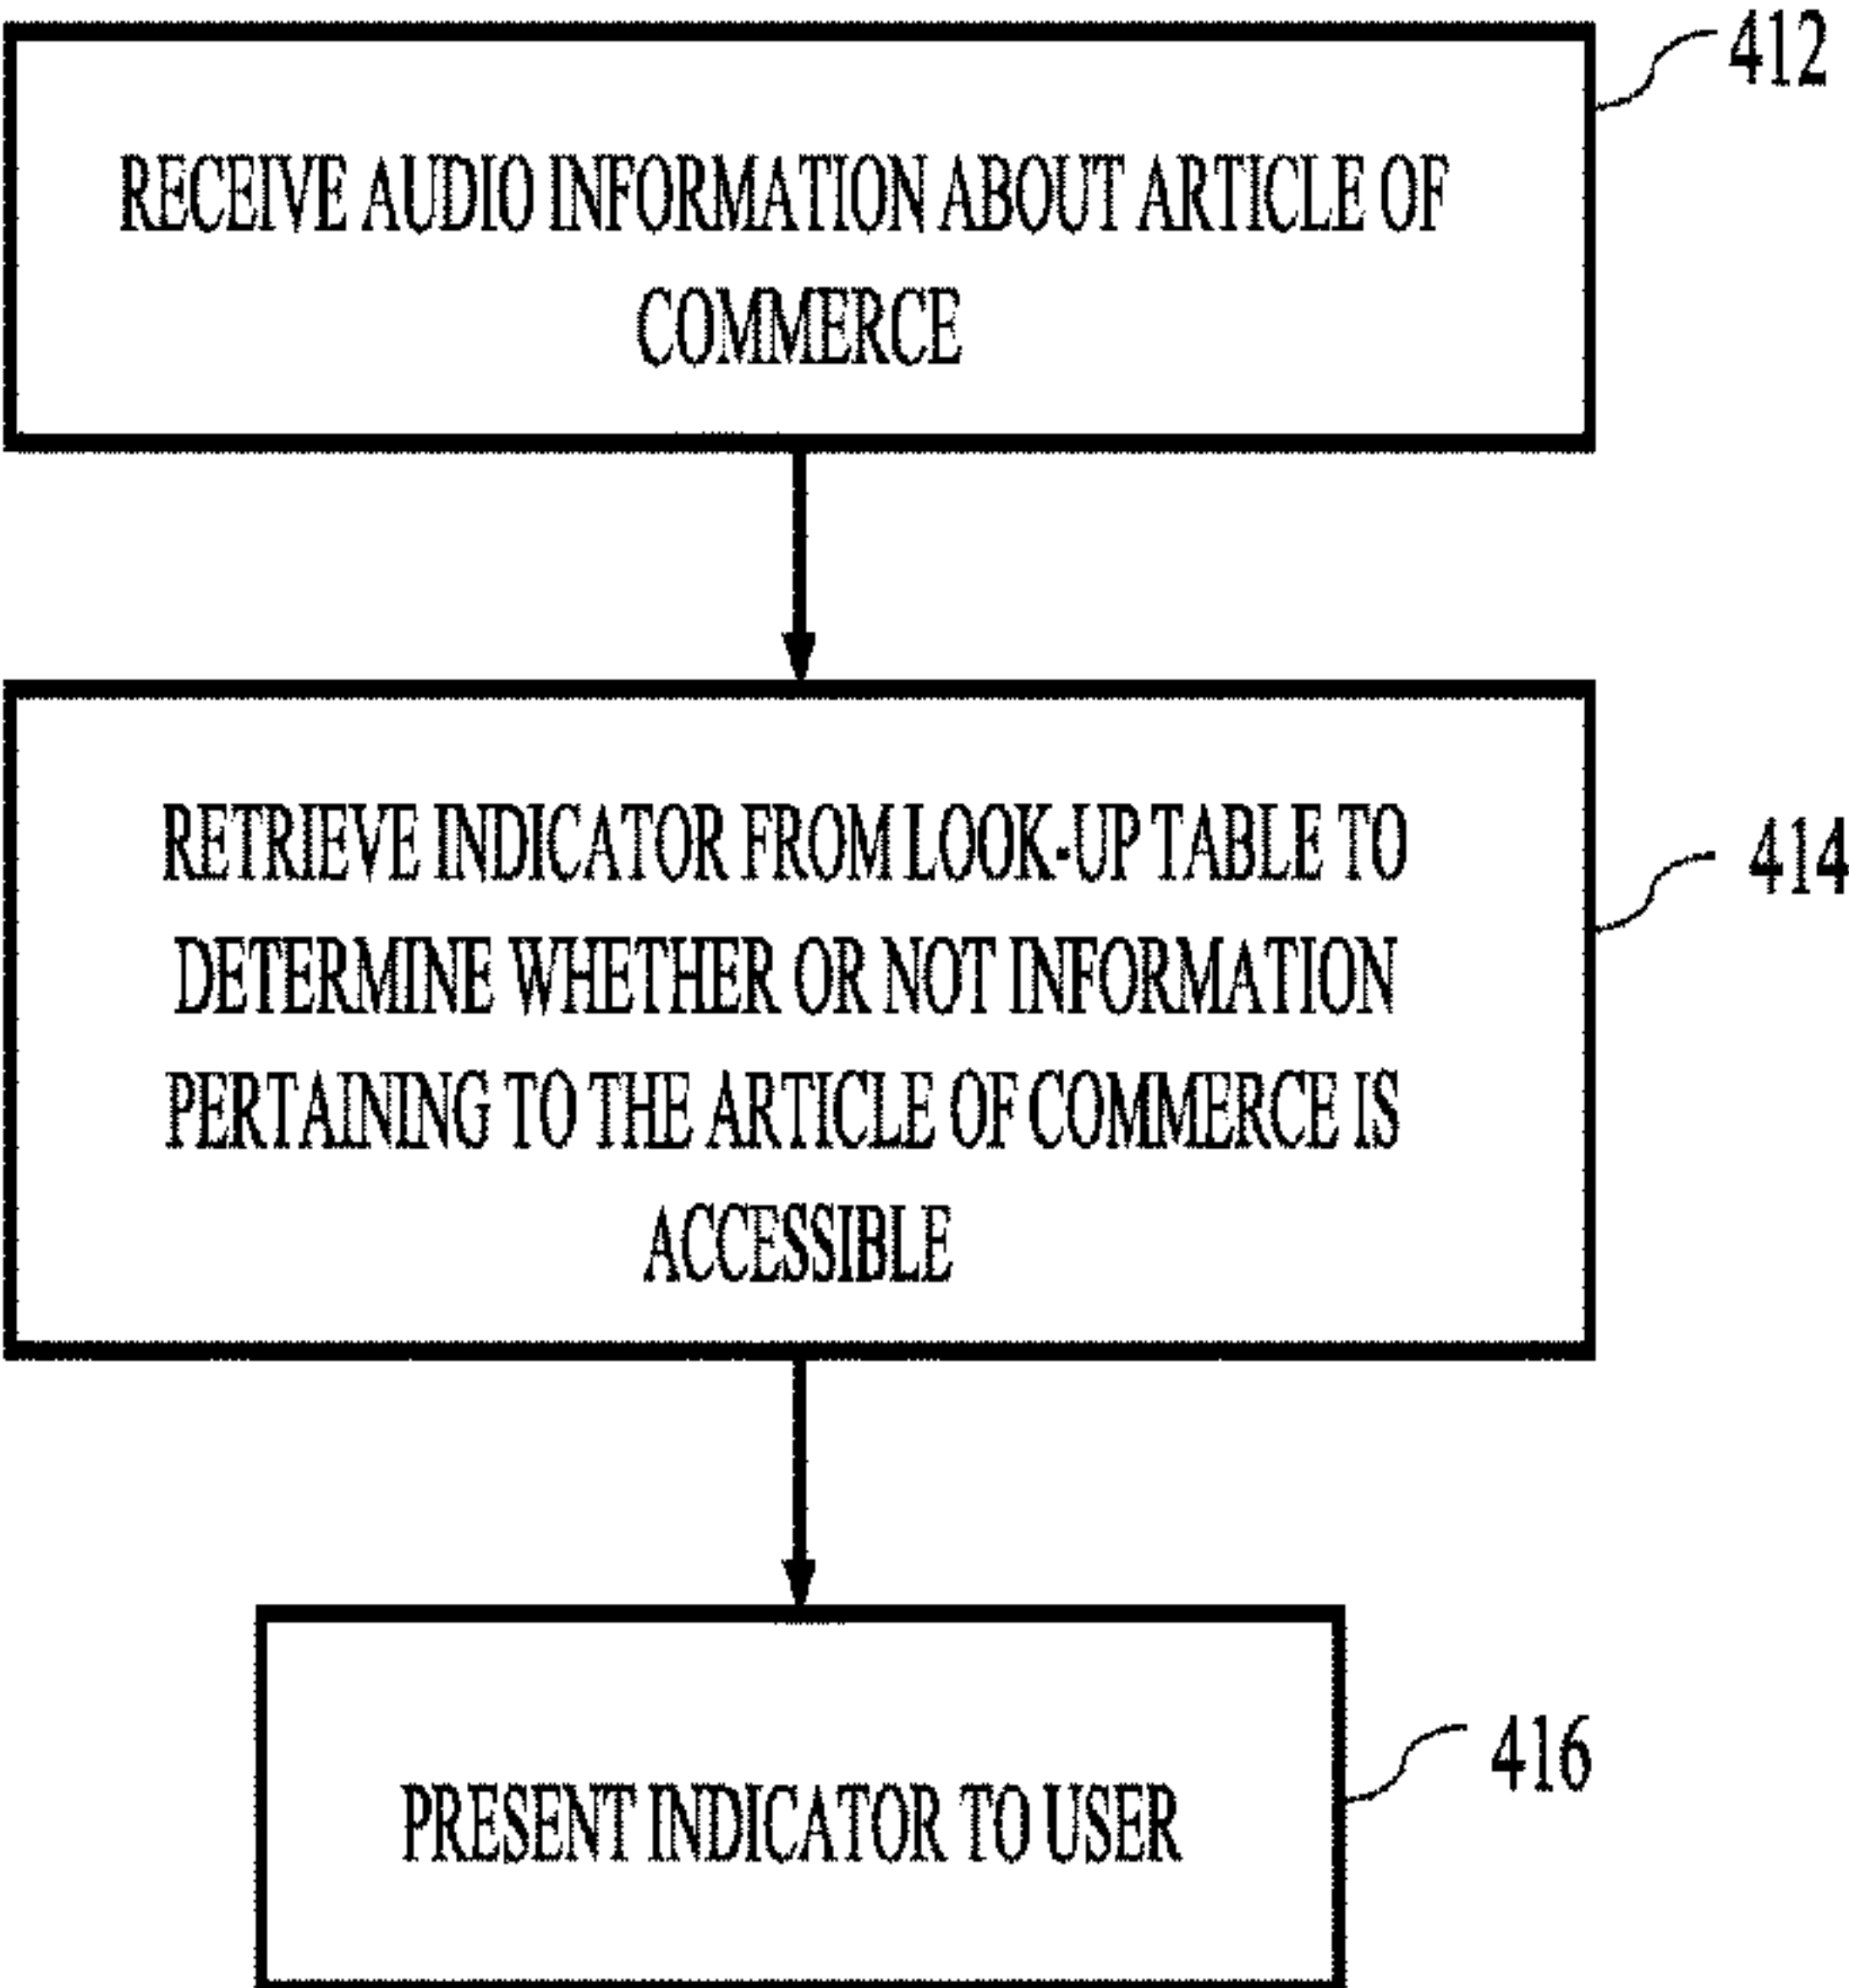 412
RECEIVE AUDIO INFORMATION ABOUT ARTICLE OF
COMMERCE
RETRIEVE INDICATOR FROM LOOK-UP TABLE TO
DETERMINE WHETHER OR NOT INFORMATION
PERTAINING TO THE ARTICLE OF COMMERCE IS
ACCESSIBLE
414
PRESENT INDICATOR TO USER
416